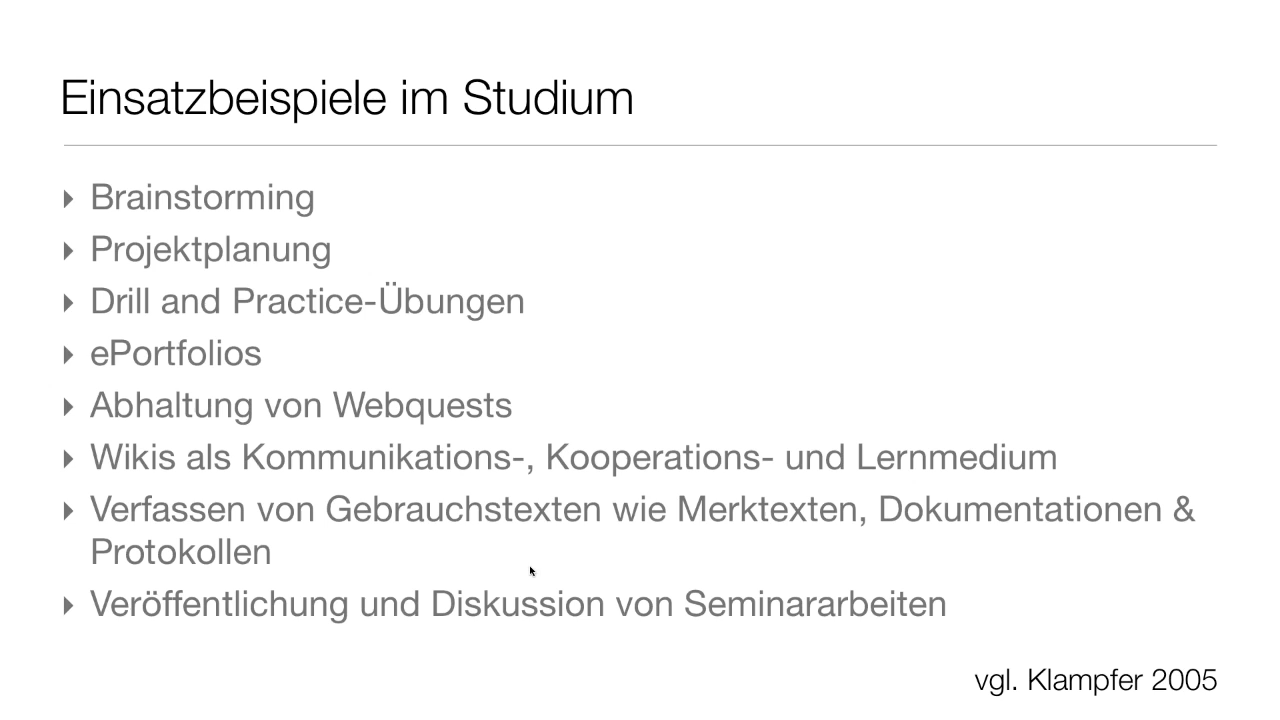 Einsatzbeispiele im Studium
Brainstorming
Projektplanung
Drill and Practice-Übungen
ePortfolios
Abhaltung von Webquests
Wikis als Kommunikations-, Kooperations- und Lernmedium
Verfassen von Gebrauchstexten wie Merktexten, Dokumentationen &
Protokollen
Veröffentlichung und Diskussion von Seminararbeiten
vgl. Klampfer 2005